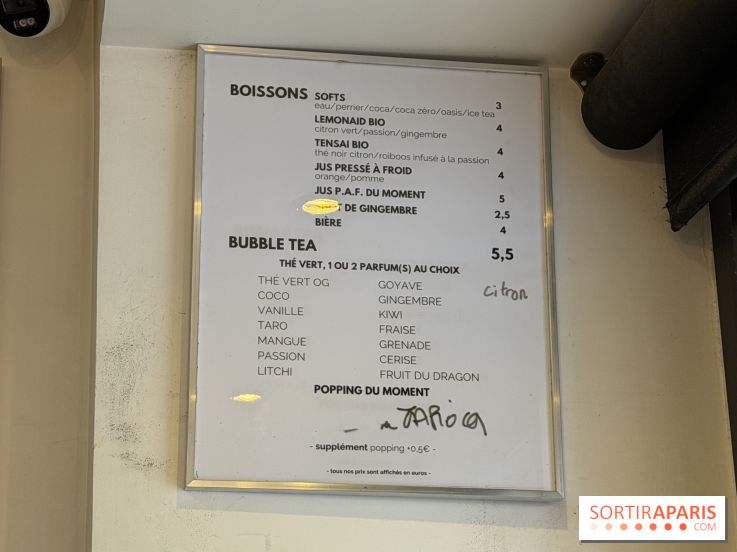 BOISSONS SOFTS 3
eau/perrier/coca/coca zéro/oasis/ice tea
LEMONAID BIO 4
citron vert/passion/gingembre
TENSAI BIO 4
thé noir citron/roiboos infusé à la passion
JUS PRESSÉ À FROID 4
orange/pomme
JUS P.A.F. DU MOMENT 5
DE GINGEMBRE 2,5
BIÈRE 4
BUBBLE TEA 5,5
THÉ VERT, 1 OU 2 PARFUM(S) AU CHOIX
THÉ VERT OG GOYAVE citron
COCO GINGEMBRE
VANILLE KIWI
TARO FRAISE
MANGUE GRENADE
PASSION CERISE
LITCHI FRUIT DU DRAGON
POPPING DU MOMENT
TAPIOCA
- supplément popping +0,5€ -
- tous nos prix sont affichés en euros -
SORTIRAPARIS
.COM